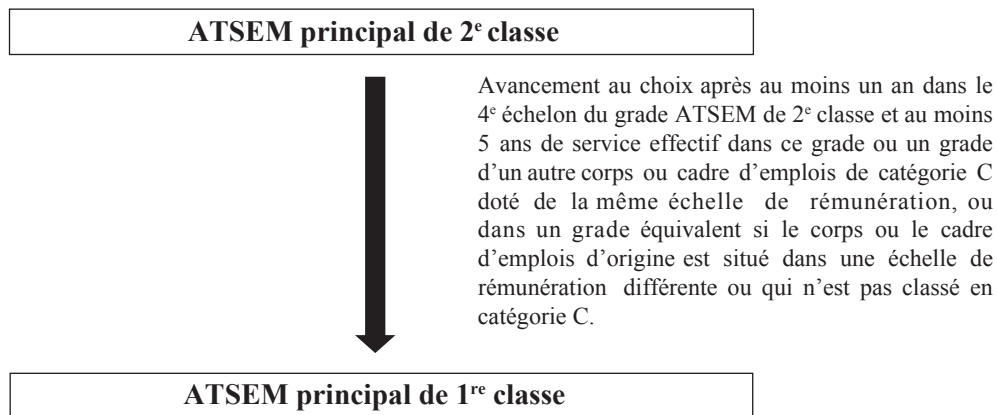 ATSEM principal de 2e classe
Avancement au choix après au moins un an dans le
4e échelon du grade ATSEM de 2e classe et au moins
5 ans de service effectif dans ce grade ou un grade
d’un autre corps ou cadre d’emplois de catégorie C
doté de la même échelle de rémunération, ou
dans un grade équivalent si le corps ou le cadre
d’emplois d’origine est situé dans une échelle de
rémunération différente ou qui n’est pas classé en
catégorie C.
ATSEM principal de 1re classe